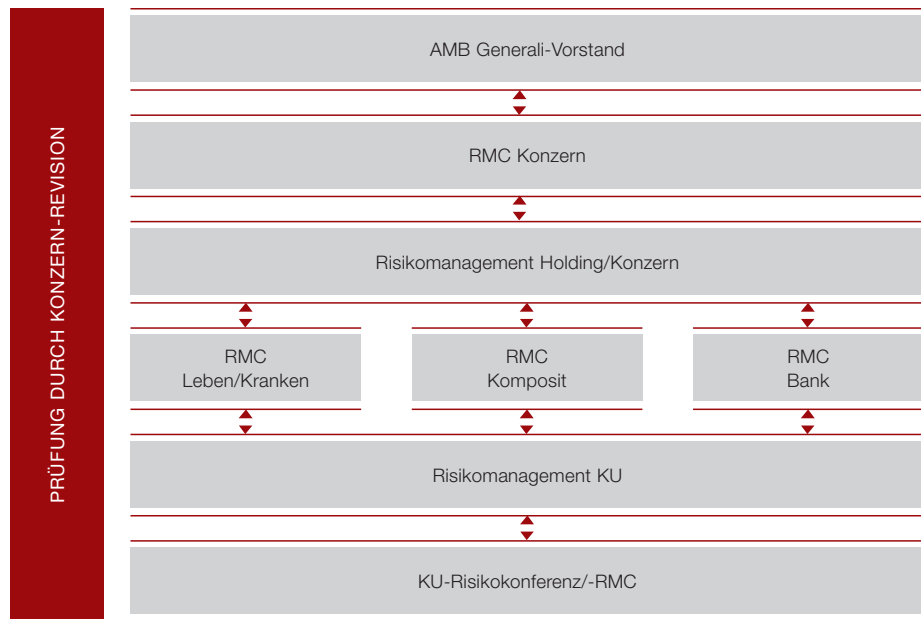 PRÜFUNG DURCH KONZERN-REVISION
AMB Generali-Vorstand
RMC Konzern
Risikomanagement Holding/Konzern
RMC
Leben/Kranken
RMC
Komposit
RMC
Bank
Risikomanagement KU
KU-Risikokonferenz/-RMC